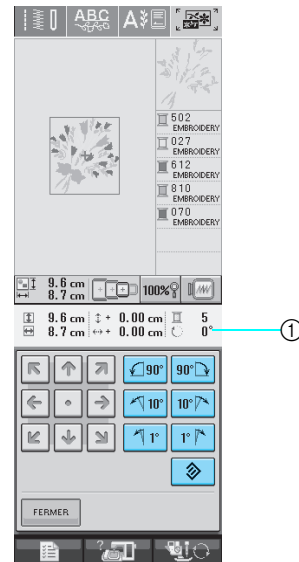 ABC A
502
EMBROIDERY
027
EMBROIDERY
612
EMBROIDERY
810
EMBROIDERY
070
EMBROIDERY
9.6 cm
8.7 cm 100%
9.6 cm + 0.00 cm 5
8.7 cm + 0.00 cm 0° 1
90° 90°
10° 10°
1° 1°
FERMER
?